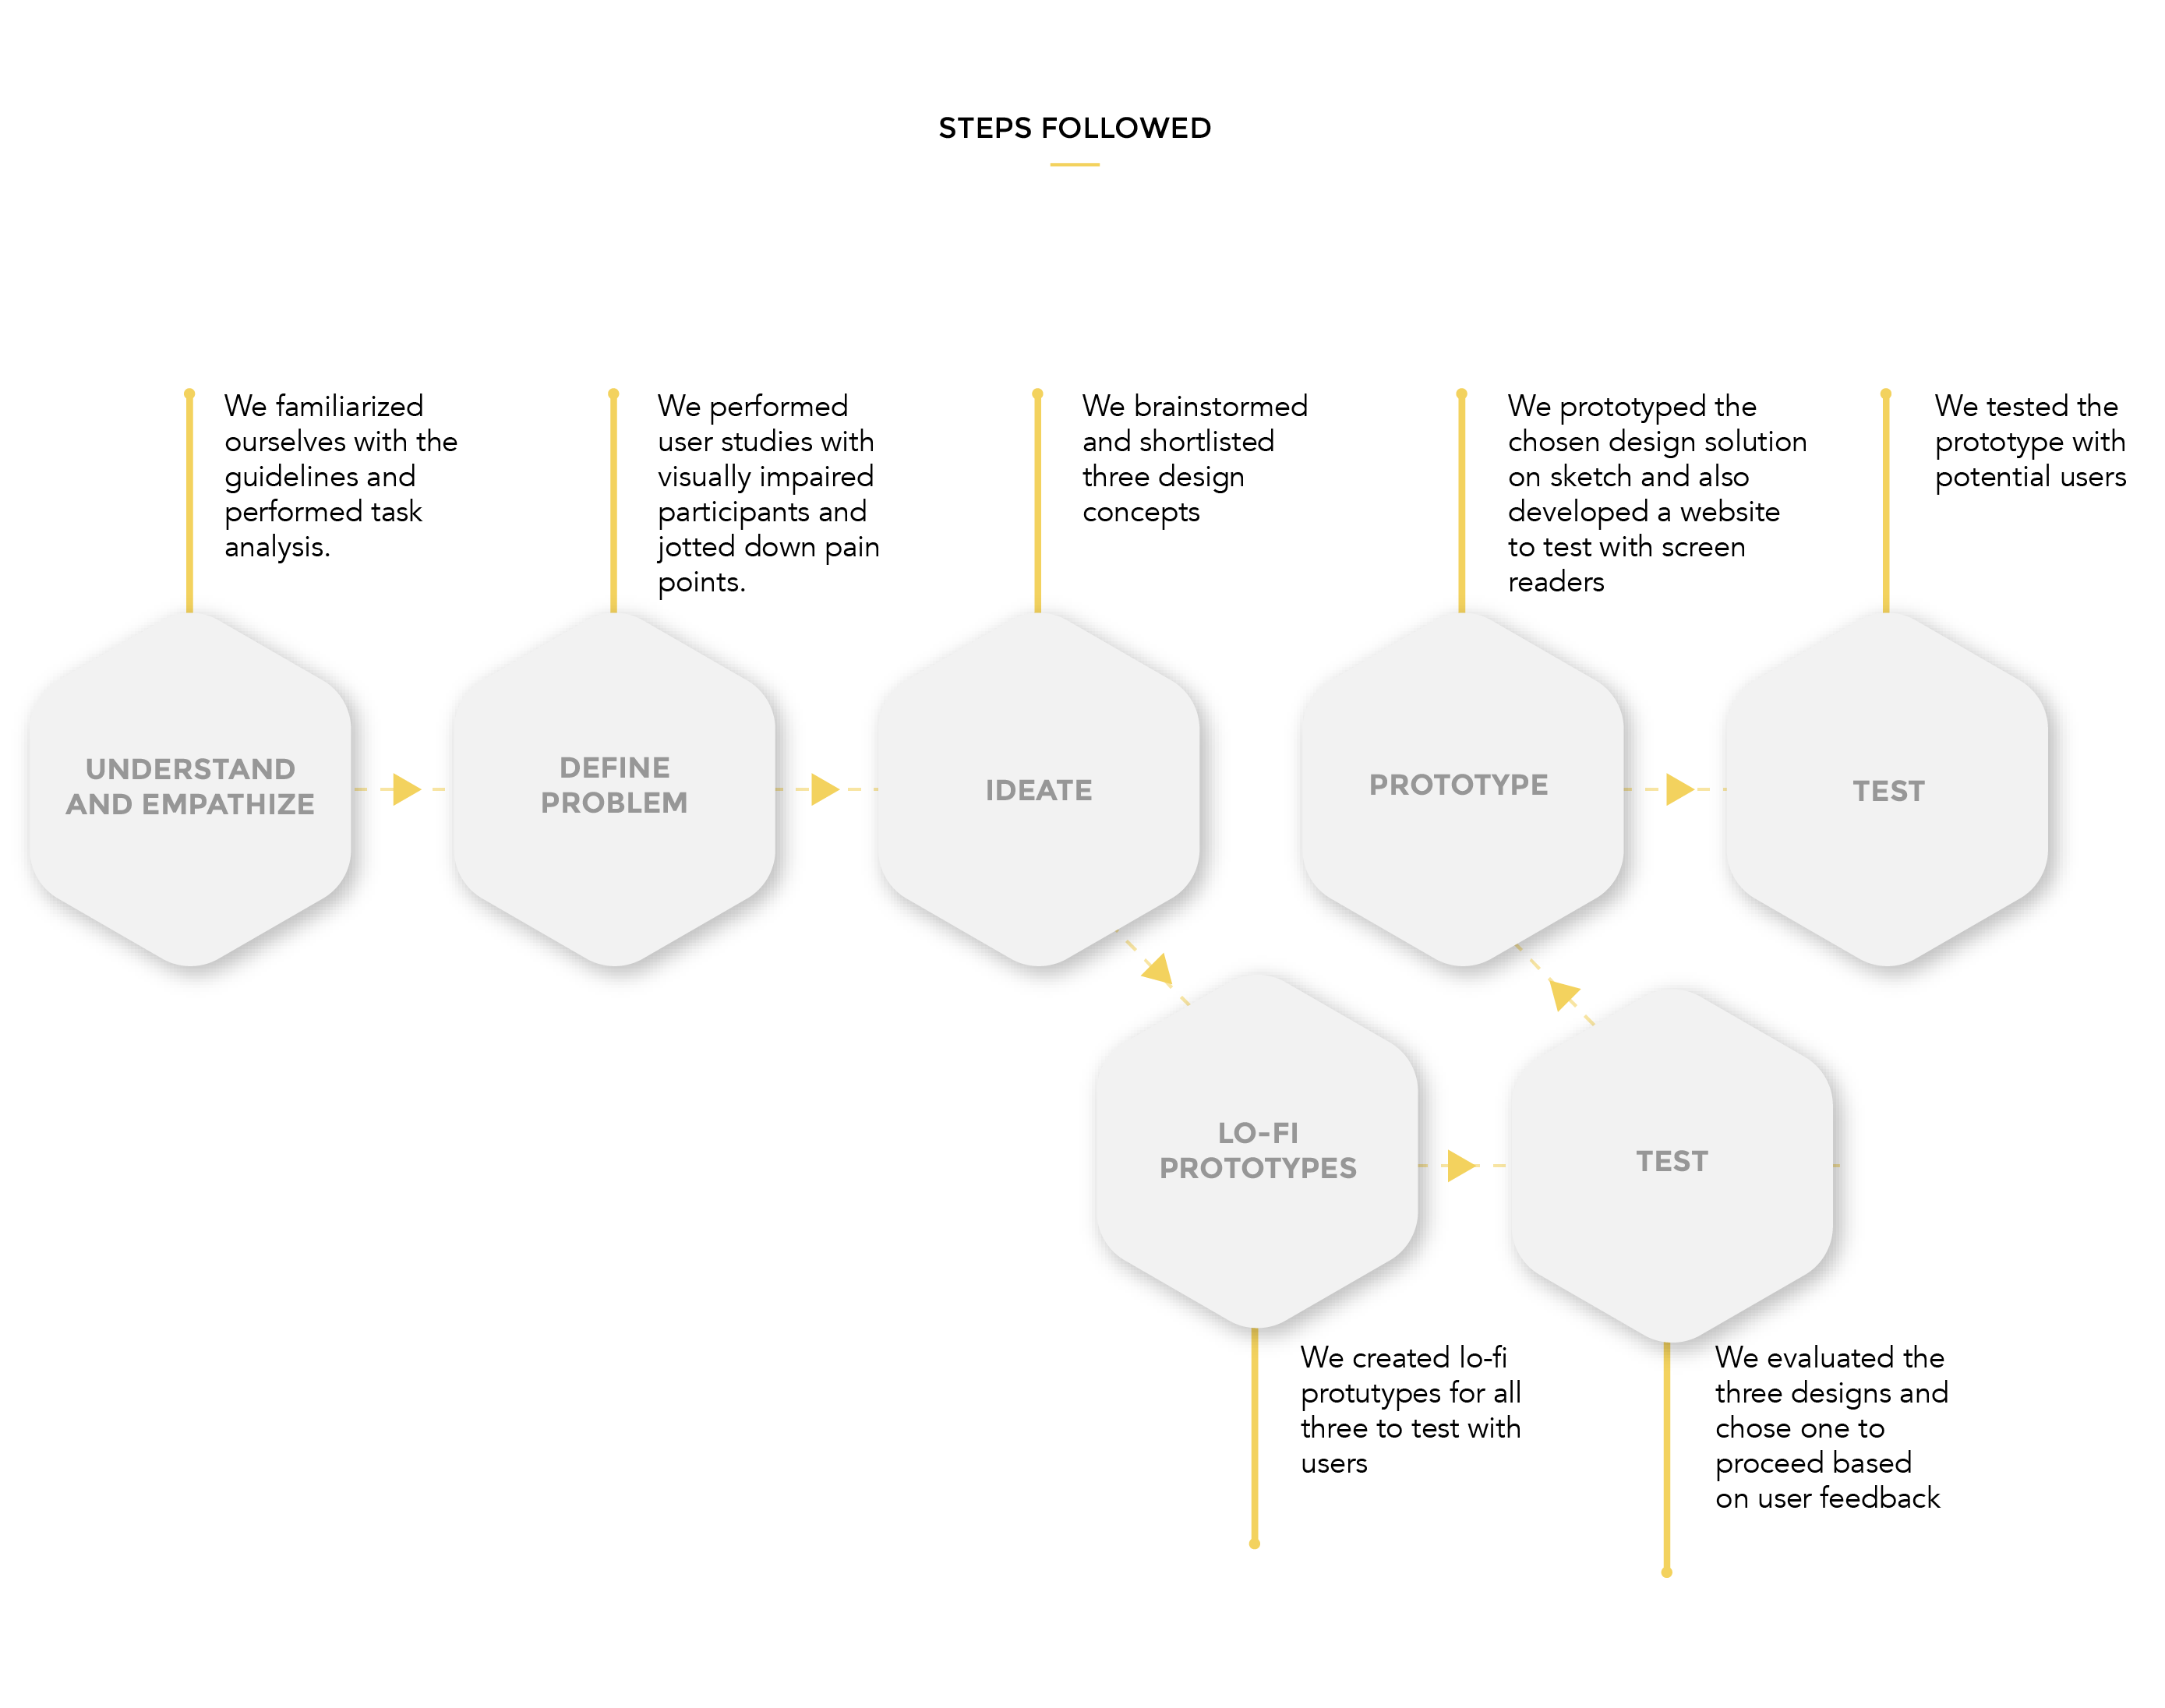 STEPS FOLLOWED
We familiarized
ourselves with the
guidelines and
performed task
analysis.
We performed
user studies with
visually impaired
participants and
jotted down pain
points.
We brainstormed
and shortlisted
three design
concepts
We prototyped the
chosen design solution
on sketch and also
developed a website
to test with screen
readers
We tested the
prototype with
potential users
UNDERSTAND
AND EMPATHIZE
DEFINE
PROBLEM
IDEATE
PROTOTYPE
TEST
LO-FI
PROTOTYPES
TEST
We created lo-fi
protutypes for all
three to test with
users
We evaluated the
three designs and
chose one to
proceed based
on user feedback